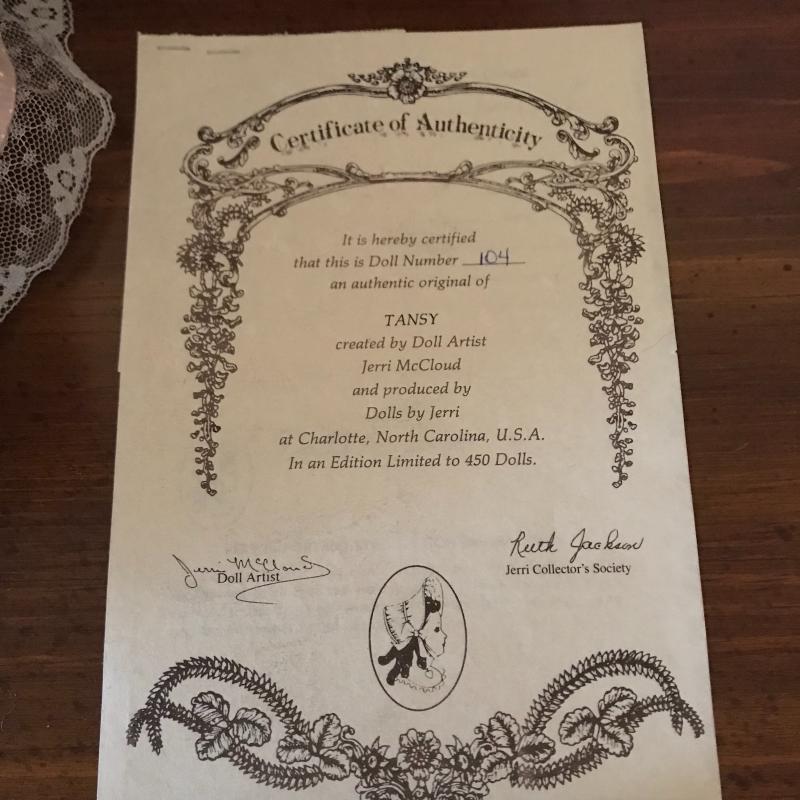 Certificate of Authenticity
It is hereby certified
that this is Doll Number 104
an authentic original of
TANSY
created by Doll Artist
Jerri McCloud
and produced by
Dolls by Jerri
at Charlotte, North Carolina, U.S.A.
In an Edition Limited to 450 Dolls.
Jerri McCloud
Doll Artist
Ruth Jackson
Jerri Collector's Society